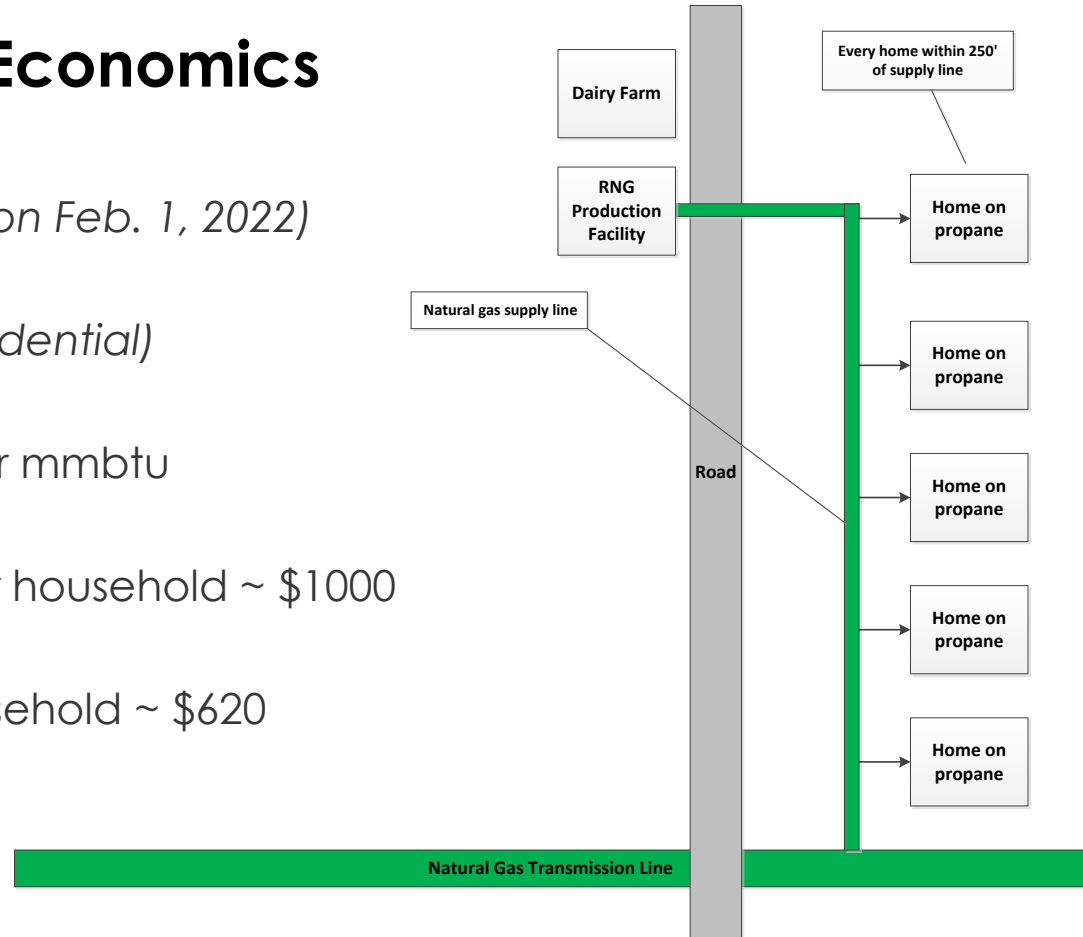 Economics
on Feb. 1, 2022)
dential)
r mmbtu
r household ~ $1000
sehold ~ $620
Dairy Farm
RNG
Production
Facility
Natural gas supply line
Road
Every home within 250'
of supply line
Home on
propane
Home on
propane
Home on
propane
Home on
propane
Home on
propane
Natural Gas Transmission Line